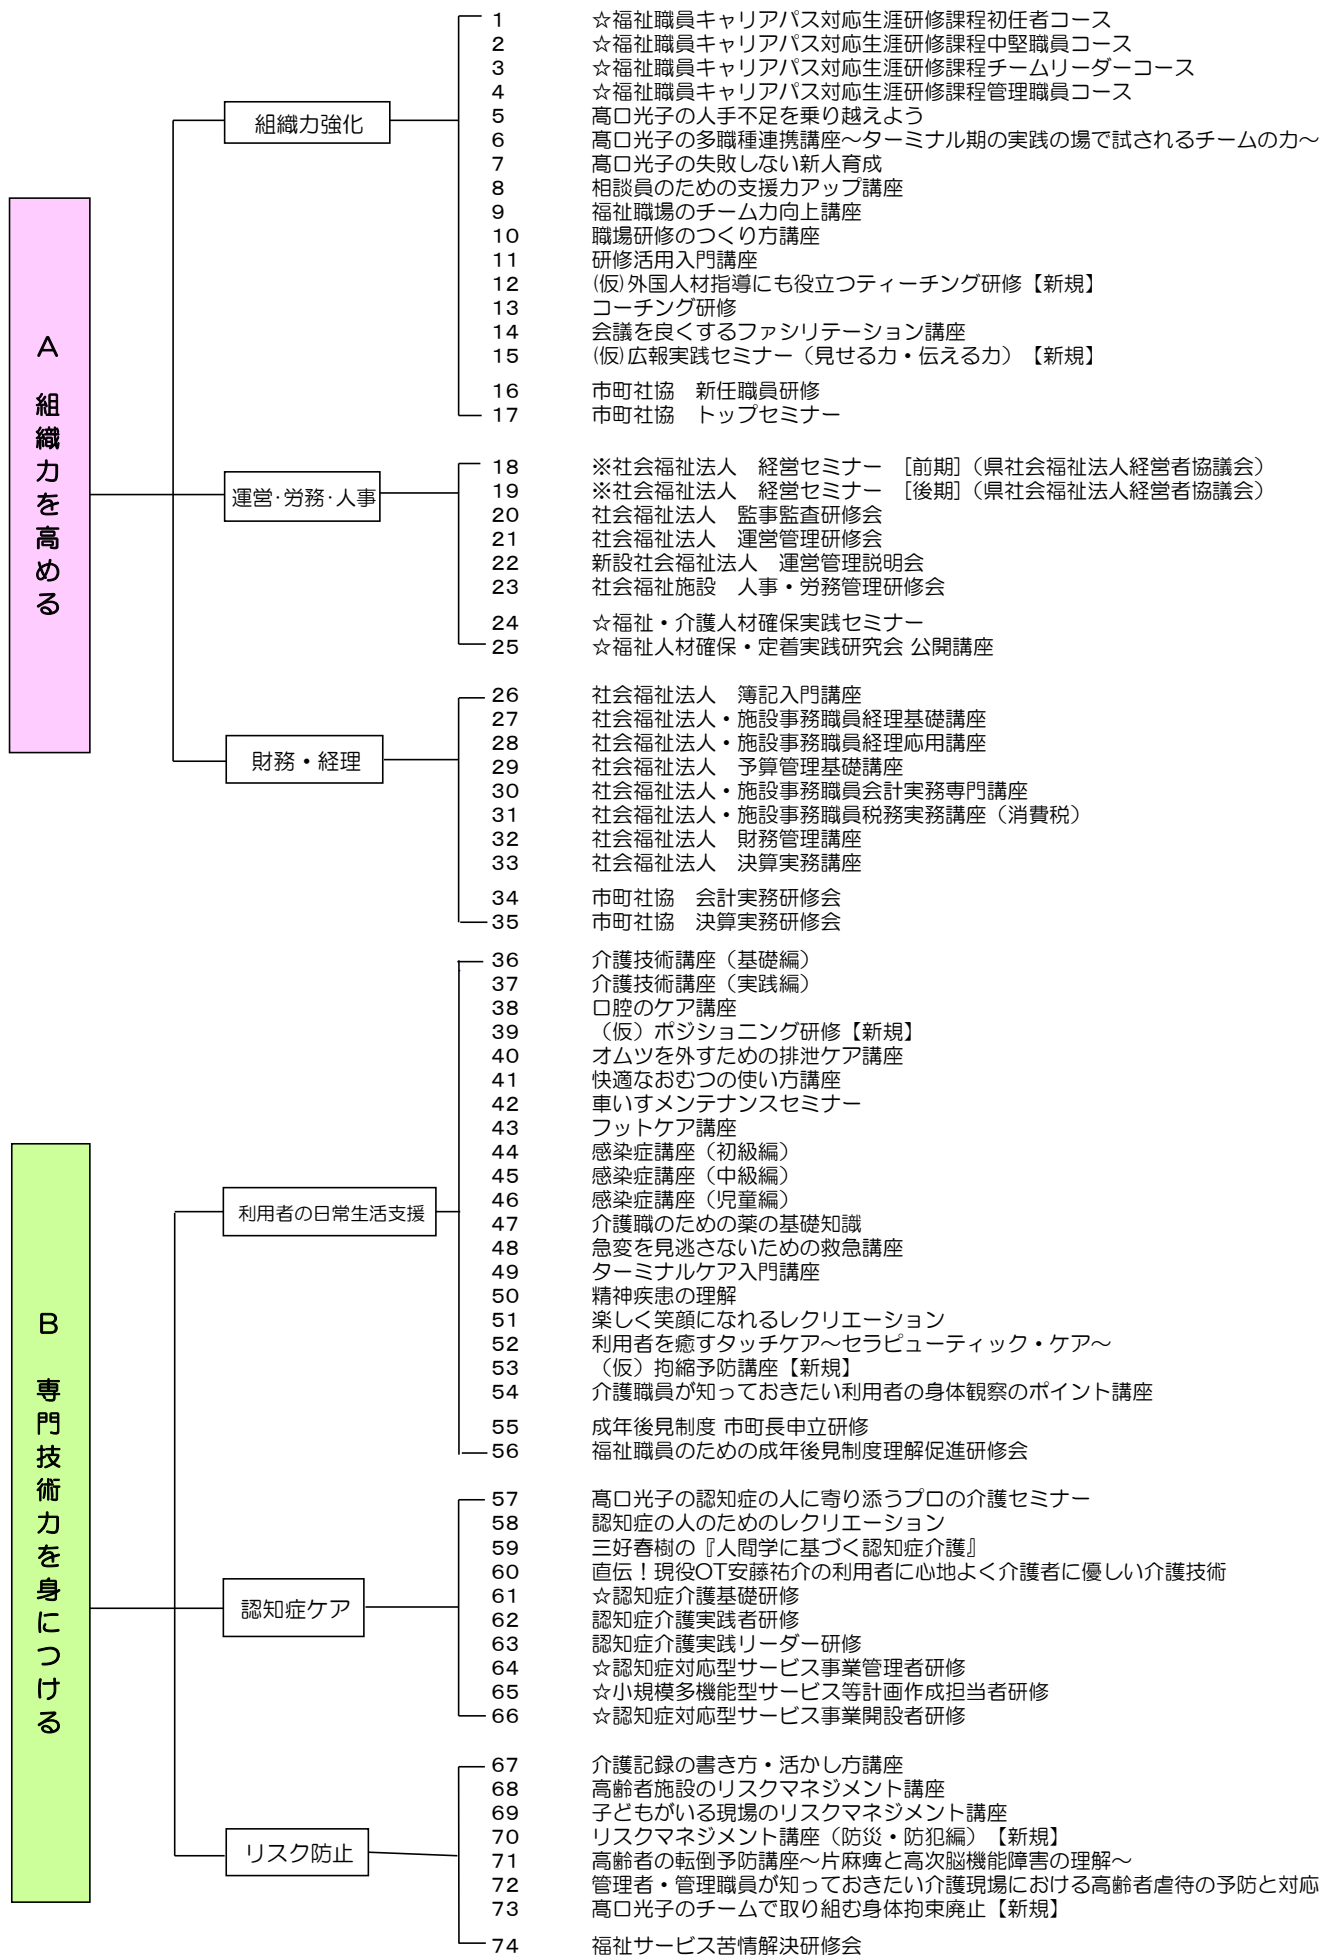 A 組織力を高める
組織力強化
1 ☆福祉職員キャリアパス対応生涯研修課程初任者コース
2 ☆福祉職員キャリアパス対応生涯研修課程中堅職員コース
3 ☆福祉職員キャリアパス対応生涯研修課程チームリーダーコース
4 ☆福祉職員キャリアパス対応生涯研修課程管理職員コース
5 髙口光子の人手不足を乗り越えよう
6 髙口光子の多職種連携講座～ターミナル期の実践の場で試されるチームの力～
7 髙口光子の失敗しない新人育成
8 相談員のための支援力アップ講座
9 福祉職場のチーム力向上講座
10 職場研修のつくり方講座
11 研修活用入門講座
12 (仮)外国人材指導にも役立つティーチング研修【新規】
13 コーチング研修
14 会議を良くするファシリテーション講座
15 (仮)広報実践セミナー（見せる力・伝える力）【新規】
16 市町社協　新任職員研修
17 市町社協　トップセミナー
運営・労務・人事
18 ※社会福祉法人　経営セミナー　[前期]（県社会福祉法人経営者協議会）
19 ※社会福祉法人　経営セミナー　[後期]（県社会福祉法人経営者協議会）
20 社会福祉法人　監事監査研修会
21 社会福祉法人　運営管理研修会
22 新設社会福祉法人　運営管理説明会
23 社会福祉施設　人事・労務管理研修会
24 ☆福祉・介護人材確保実践セミナー
25 ☆福祉人材確保・定着実践研究会 公開講座
財務・経理
26 社会福祉法人　簿記入門講座
27 社会福祉法人・施設事務職員経理基礎講座
28 社会福祉法人・施設事務職員経理応用講座
29 社会福祉法人　予算管理基礎講座
30 社会福祉法人・施設事務職員会計実務専門講座
31 社会福祉法人・施設事務職員税務実務講座（消費税）
32 社会福祉法人　財務管理講座
33 社会福祉法人　決算実務講座
34 市町社協　会計実務研修会
35 市町社協　決算実務研修会
B 専門技術力を身につける
利用者の日常生活支援
36 介護技術講座（基礎編）
37 介護技術講座（実践編）
38 口腔のケア講座
39 （仮）ポジショニング研修【新規】
40 オムツを外すための排泄ケア講座
41 快適なおむつの使い方講座
42 車いすメンテナンスセミナー
43 フットケア講座
44 感染症講座（初級編）
45 感染症講座（中級編）
46 感染症講座（児童編）
47 介護職のための薬の基礎知識
48 急変を見逃さないための救急講座
49 ターミナルケア入門講座
50 精神疾患の理解
51 楽しく笑顔になれるレクリエーション
52 利用者を癒すタッチケア～セラピューティック・ケア～
53 （仮）拘縮予防講座【新規】
54 介護職員が知っておきたい利用者の身体観察のポイント講座
55 成年後見制度 市町長申立研修
56 福祉職員のための成年後見制度理解促進研修会
認知症ケア
57 髙口光子の認知症の人に寄り添うプロの介護セミナー
58 認知症の人のためのレクリエーション
59 三好春樹の『人間学に基づく認知症介護』
60 直伝！現役OT安藤祐介の利用者に心地よく介護者に優しい介護技術
61 ☆認知症介護基礎研修
62 認知症介護実践者研修
63 認知症介護実践リーダー研修
64 ☆認知症対応型サービス事業管理者研修
65 ☆小規模多機能型サービス等計画作成担当者研修
66 ☆認知症対応型サービス事業開設者研修
リスク防止
67 介護記録の書き方・活かし方講座
68 高齢者施設のリスクマネジメント講座
69 子どもがいる現場のリスクマネジメント講座
70 リスクマネジメント講座（防災・防犯編）【新規】
71 高齢者の転倒予防講座～片麻痺と高次脳機能障害の理解～
72 管理者・管理職員が知っておきたい介護現場における高齢者虐待の予防と対応
73 髙口光子のチームで取り組む身体拘束廃止【新規】
74 福祉サービス苦情解決研修会